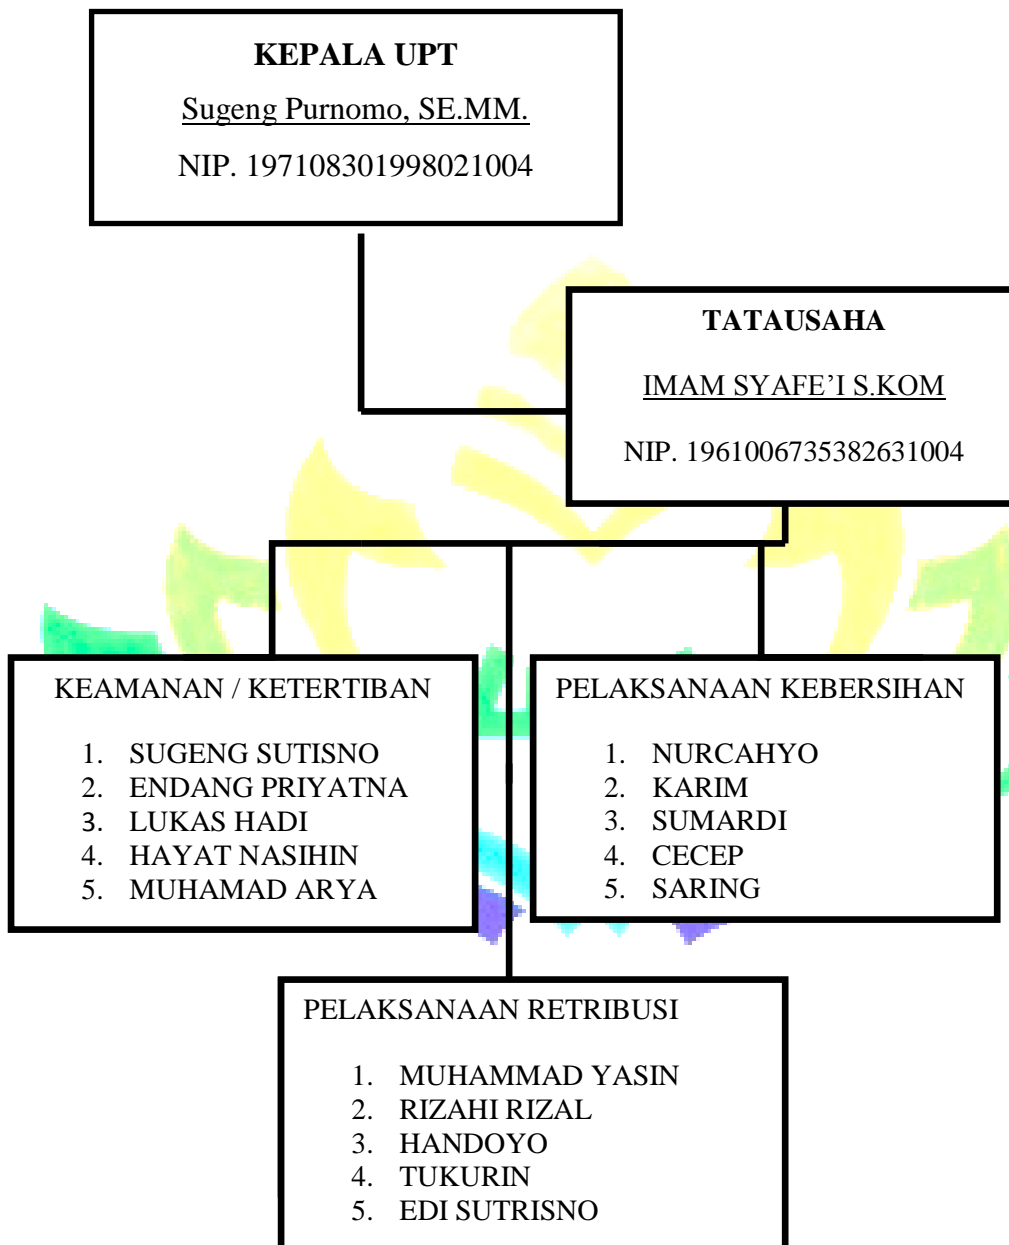 KEPALA UPT
Sugeng Purnomo, SE.MM.
NIP. 197108301998021004
TATAUSAHA
IMAM SYAFE’I S.KOM
NIP. 1961006735382631004
KEAMANAN / KETERTIBAN
1. SUGENG SUTISNO
2. ENDANG PRIYATNA
3. LUKAS HADI
4. HAYAT NASIHIN
5. MUHAMAD ARYA
PELAKSANAAN KEBERSIHAN
1. NURCAHYO
2. KARIM
3. SUMARDI
4. CECEP
5. SARING
PELAKSANAAN RETRIBUSI
1. MUHAMMAD YASIN
2. RIZAHI RIZAL
3. HANDOYO
4. TUKURIN
5. EDI SUTRISNO